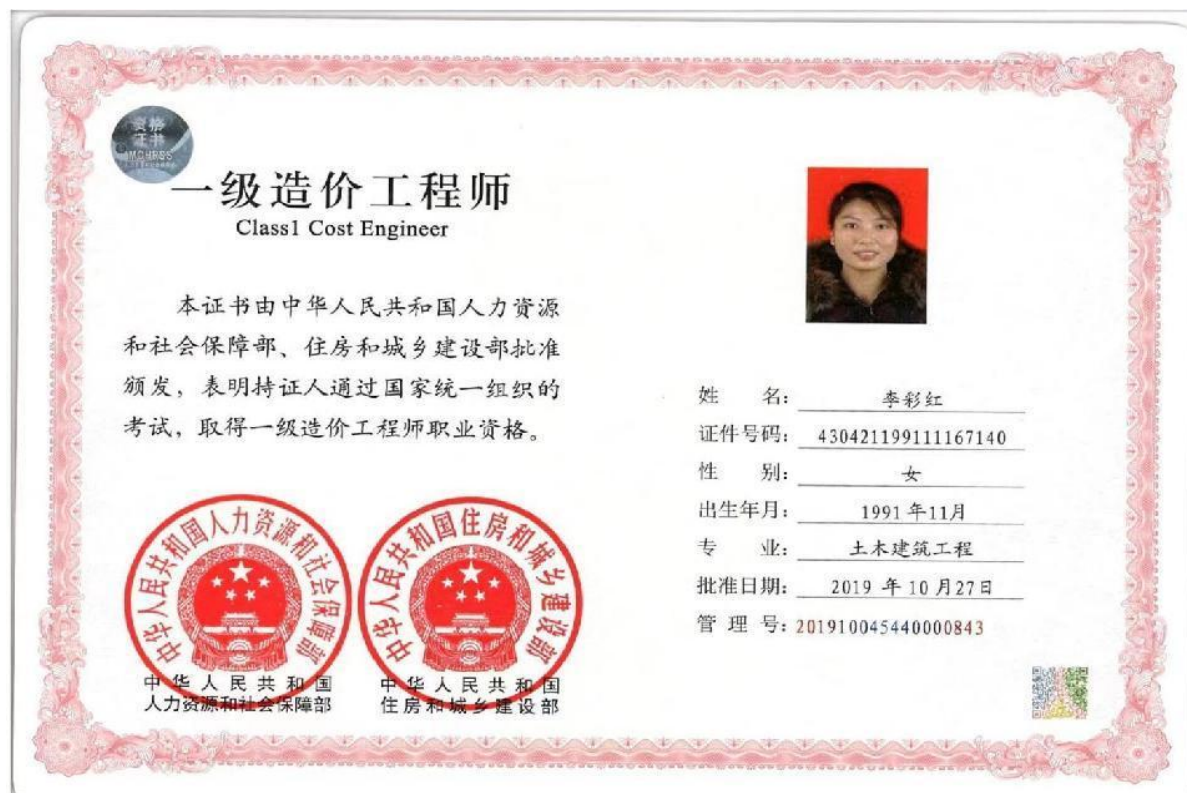 资格
证书
MOHRSS
一级造价工程师
Class1 Cost Engineer
本证书由中华人民共和国人力资源
和社会保障部、住房和城乡建设部批准
颁发，表明持证人通过国家统一组织的
考试，取得一级造价工程师职业资格。
中华人民共和国人力资源和社会保障部
中华人民共和国住房和城乡建设部
中华人民共和国
人力资源和社会保障部
中华人民共和国
住房和城乡建设部
姓 名: 李彩红
证件号码: 430421199111167140
性 别: 女
出生年月: 1991年11月
专 业: 土木建筑工程
批准日期: 2019 年 10 月27日
管 理 号: 201910045440000843